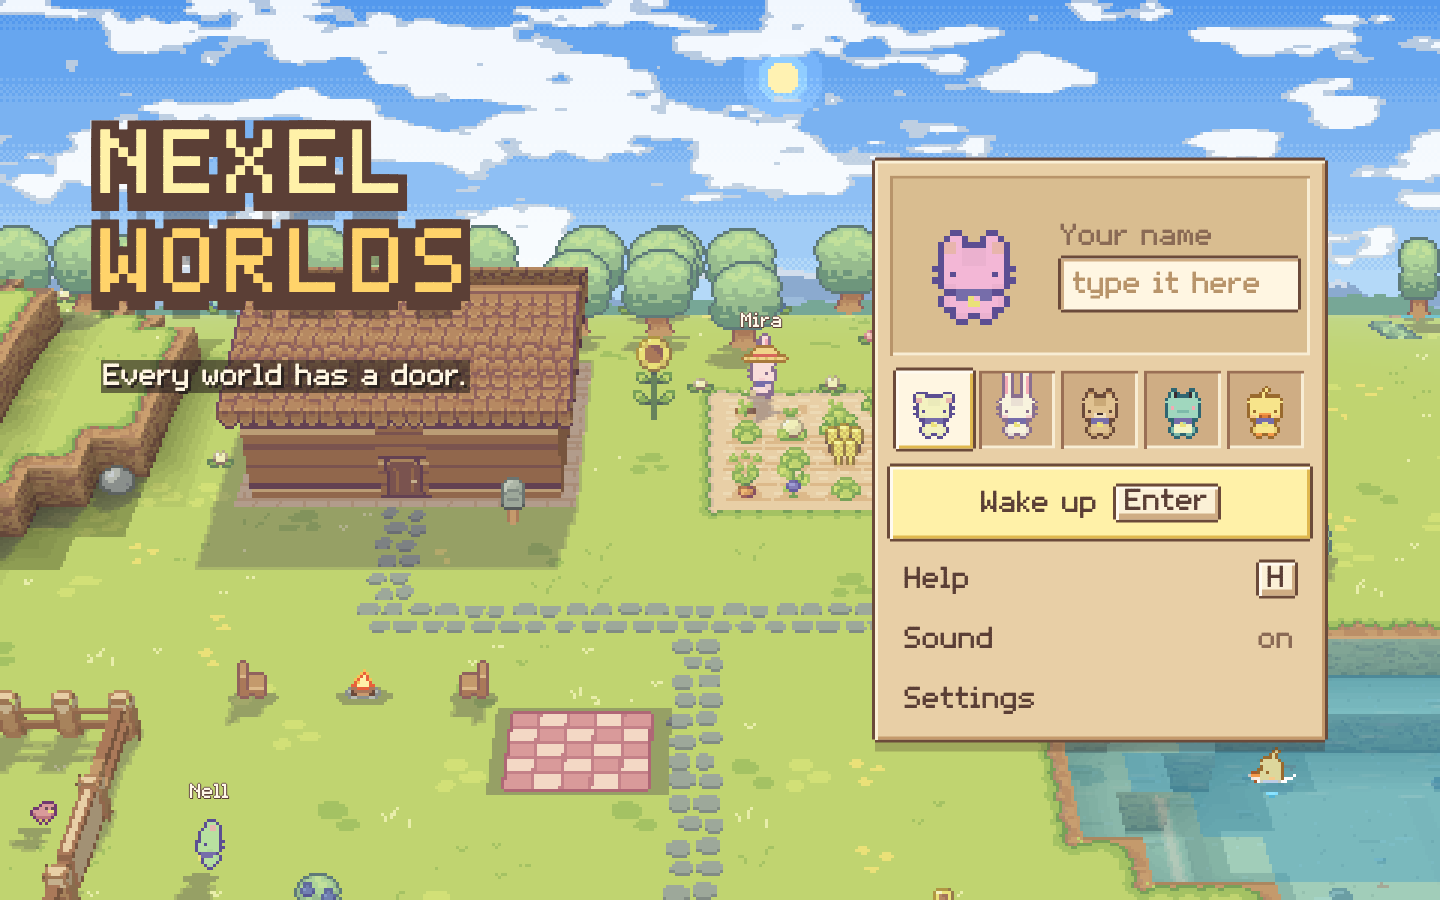 NEXEL
WORLDS
Every world has a door.
Mira
Nell
Your name
type it here
Wake up Enter
Help H
Sound on
Settings